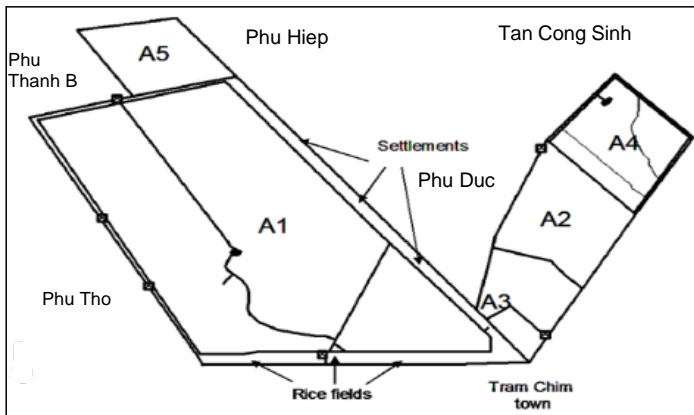 Phu Hiep
Tan Cong Sinh
A5
Phu
Thanh B
Settlements
A4
Phu Duc
A2
A1
Phu Tho
A3
Rice fields
Tram Chim
town